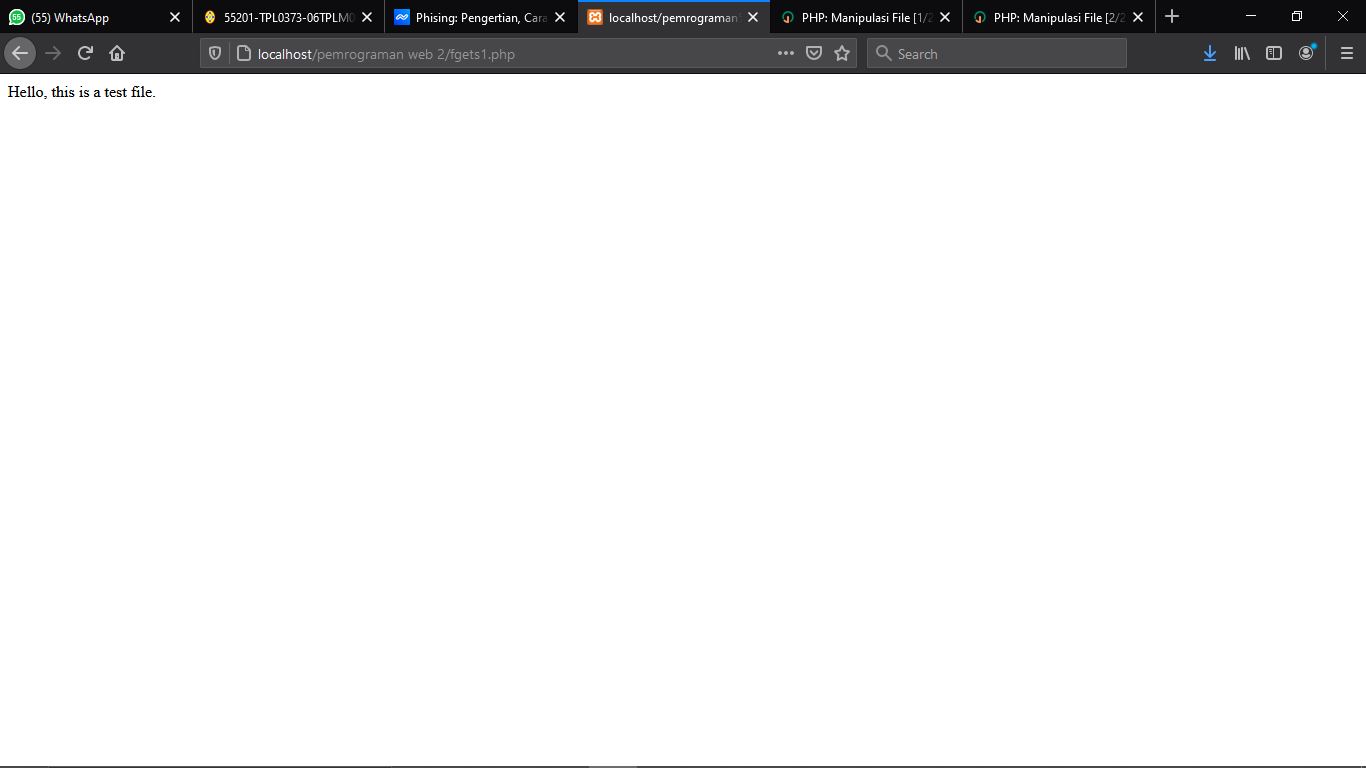 (55) WhatsApp
55201-TPL0373-06TPLM0
Phising: Pengertian, Cara
localhost/pemrograman
PHP: Manipulasi File [1/2
PHP: Manipulasi File [2/2
localhost/pemrograman web 2/fgets1.php
Search
Hello, this is a test file.